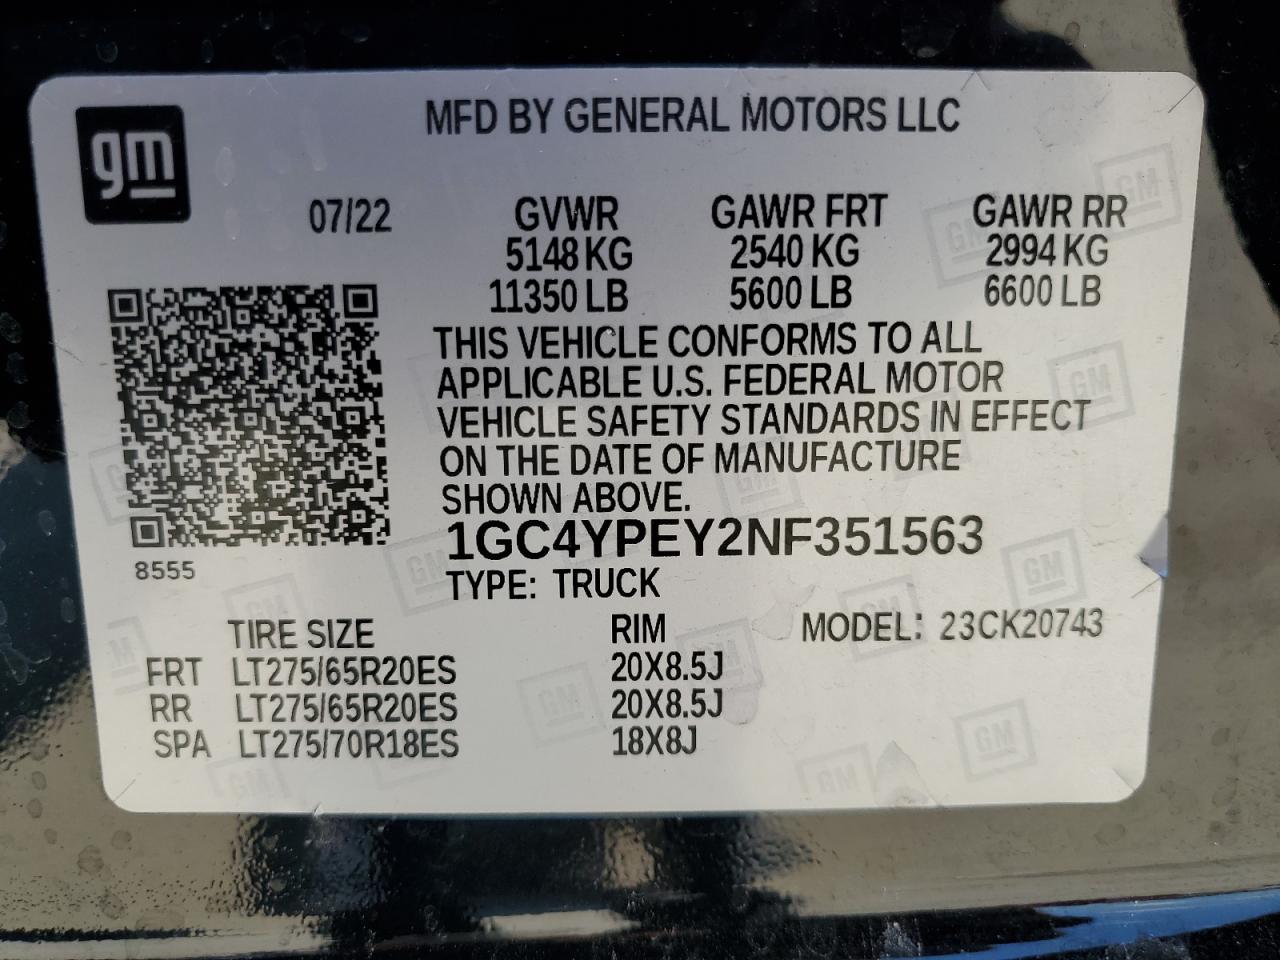 gm
MFD BY GENERAL MOTORS LLC
07/22
GVWR GAWR FRT GAWR RR
5148 KG 2540 KG 2994 KG
11350 LB 5600 LB 6600 LB
THIS VEHICLE CONFORMS TO ALL
APPLICABLE U.S. FEDERAL MOTOR
VEHICLE SAFETY STANDARDS IN EFFECT
ON THE DATE OF MANUFACTURE
SHOWN ABOVE.
1GC4YPEY2NF351563
8555
TYPE: TRUCK
TIRE SIZE RIM MODEL: 23CK20743
FRT LT275/65R20ES 20X8.5J
RR LT275/65R20ES 20X8.5J
SPA LT275/70R18ES 18X8J